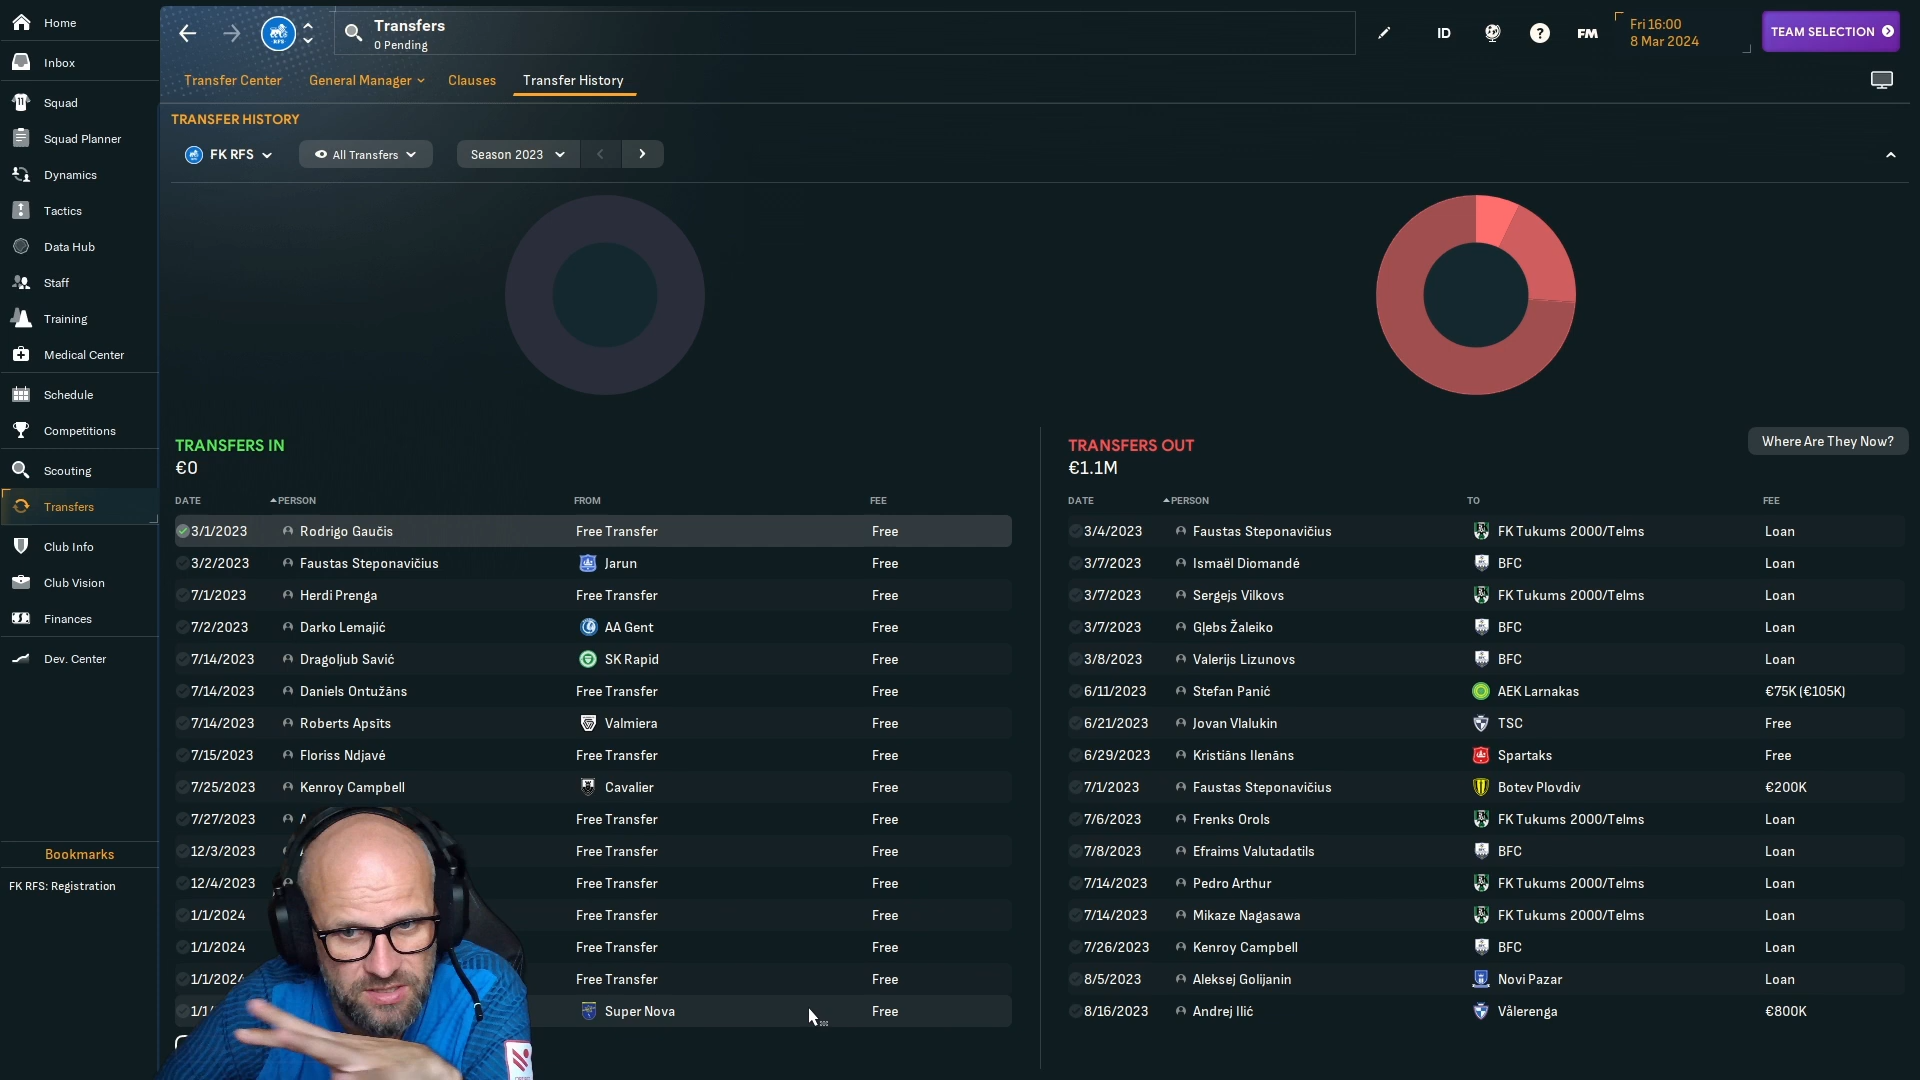 Home
Inbox
Squad
Squad Planner
Dynamics
Tactics
Data Hub
Staff
Training
Medical Center
Schedule
Competitions
Scouting
Transfers
Club Info
Club Vision
Finances
Dev. Center
Bookmarks
FK RFS: Registration
Transfers
0 Pending
ID
FM
Fri 16:00
8 Mar 2024
TEAM SELECTION
Transfer Center General Manager Clauses Transfer History
TRANSFER HISTORY
FK RFS All Transfers Season 2023
TRANSFERS IN
€0
DATE PERSON FROM FEE
3/1/2023 Rodrigo Gaučis Free Transfer Free
3/2/2023 Faustas Steponavičius Jarun Free
7/1/2023 Herdi Prenga Free Transfer Free
7/2/2023 Darko Lemajić AA Gent Free
7/14/2023 Dragoljub Savić SK Rapid Free
7/14/2023 Daniels Ontužāns Free Transfer Free
7/14/2023 Roberts Apsīts Valmiera Free
7/15/2023 Floriss Ndjavé Free Transfer Free
7/25/2023 Kenroy Campbell Cavalier Free
7/27/2023 Free Transfer Free
12/3/2023 Free Transfer Free
12/4/2023 Free Transfer Free
1/1/2024 Free Transfer Free
1/1/2024 Free Transfer Free
1/1/2024 Free Transfer Free
1/1/ Super Nova Free
TRANSFERS OUT
€1.1M
Where Are They Now?
DATE PERSON TO FEE
3/4/2023 Faustas Steponavičius FK Tukums 2000/Telms Loan
3/7/2023 Ismaël Diomandé BFC Loan
3/7/2023 Sergejs Vilkovs FK Tukums 2000/Telms Loan
3/7/2023 Gļebs Žaleiko BFC Loan
3/8/2023 Valerijs Lizunovs BFC Loan
6/11/2023 Stefan Panić AEK Larnakas €75K (€105K)
6/21/2023 Jovan Vlalukin TSC Free
6/29/2023 Kristiāns Ilenāns Spartaks Free
7/1/2023 Faustas Steponavičius Botev Plovdiv €200K
7/6/2023 Frenks Orols FK Tukums 2000/Telms Loan
7/8/2023 Efraims Valutadatils BFC Loan
7/14/2023 Pedro Arthur FK Tukums 2000/Telms Loan
7/14/2023 Mikaze Nagasawa FK Tukums 2000/Telms Loan
7/26/2023 Kenroy Campbell BFC Loan
8/5/2023 Aleksej Golijanin Novi Pazar Loan
8/16/2023 Andrej Ilić Vålerenga €800K